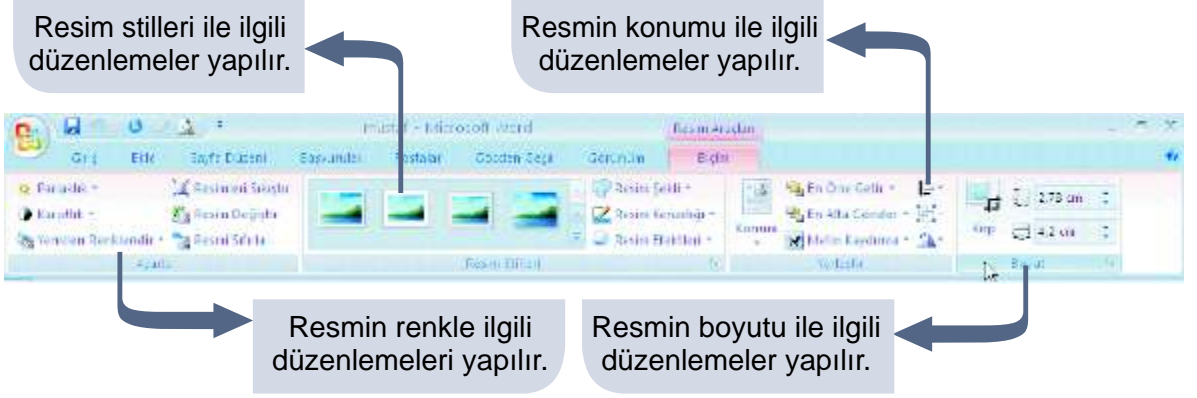 Resim stilleri ile ilgili
düzenlemeler yapılır.
Resmin konumu ile ilgili
düzenlemeler yapılır.
- Microsoft Word
Resim Araçları
Giriş Ekle Sayfa Düzeni Başvurular Postalar Gözden Geçir Görünüm Biçim
Parlaklık
Karşıtlık
Yeniden Renklendir
Resimleri Sıkıştır
Resim Değiştir
Resmi Sıfırla
Ayarla
Resim Şekli
Resim Kenarlığı
Resim Efektleri
Resim Stilleri
Konum
En Öne Getir
En Alta Gönder
Metin Kaydırma
Yerleştir
Kırp
2,73 cm
4,2 cm
Boyut
Resmin renkle ilgili
düzenlemeleri yapılır.
Resmin boyutu ile ilgili
düzenlemeler yapılır.